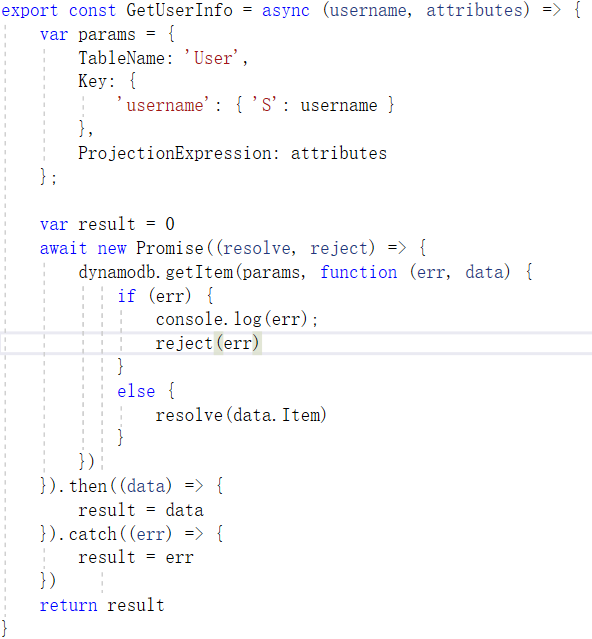 export const GetUserInfo = async (username, attributes) => {
    var params = {
        TableName: 'User',
        Key: {
            'username': { 'S': username }
        },
        ProjectionExpression: attributes
    };

    var result = 0
    await new Promise((resolve, reject) => {
        dynamodb.getItem(params, function (err, data) {
            if (err) {
                console.log(err);
                reject(err)
            }
            else {
                resolve(data.Item)
            }
        })
    }).then((data) => {
        result = data
    }).catch((err) => {
        result = err
    })
    return result
}